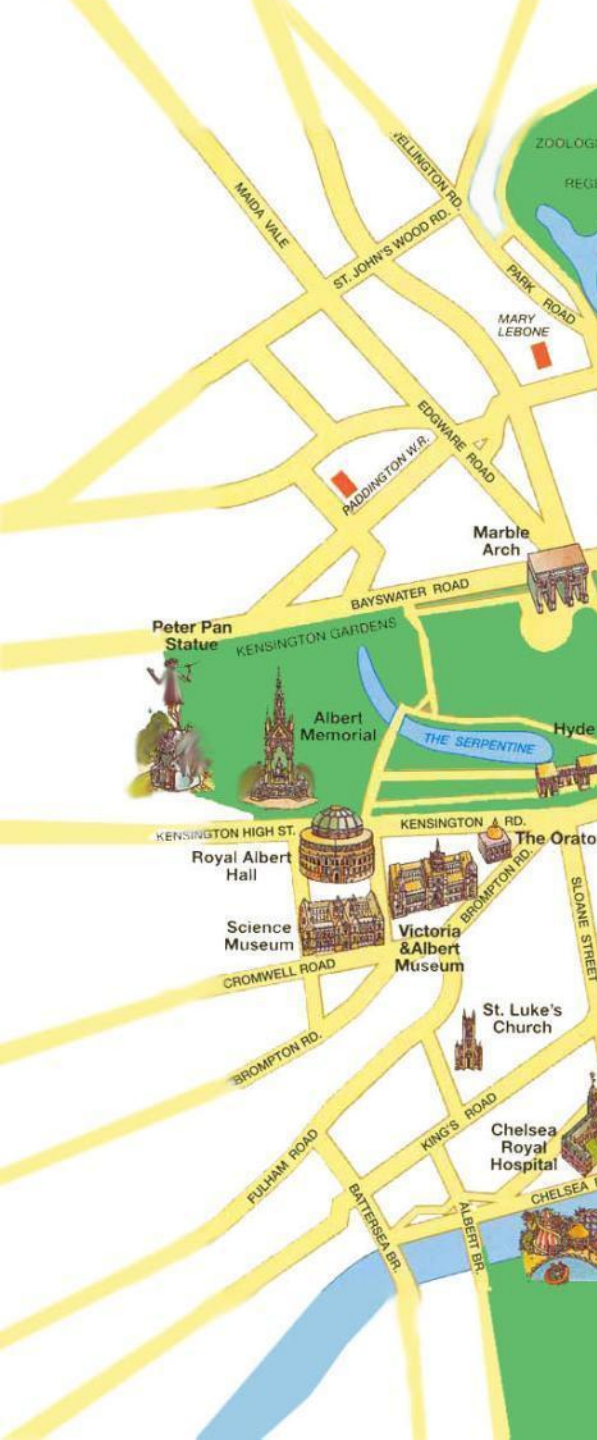 ZOOLOG
REGE
WELLINGTON RD.
MAIDA VALE
ST. JOHN'S WOOD RD.
PARK ROAD
MARY
LEBONE
EDGWARE ROAD
PADDINGTON W.R.
Marble
Arch
BAYSWATER ROAD
Peter Pan
Statue
KENSINGTON GARDENS
Albert
Memorial
THE SERPENTINE
Hyde
KENSINGTON HIGH ST.
KENSINGTON RD.
The Orato
Royal Albert
Hall
BROMPTON RD.
SLOANE STREET
Science
Museum
Victoria
&Albert
Museum
CROMWELL ROAD
St. Luke's
Church
BROMPTON RD.
KING'S ROAD
Chelsea
Royal
Hospital
FULHAM ROAD
BATTERSEA BR.
ALBERT BR.
CHELSEA